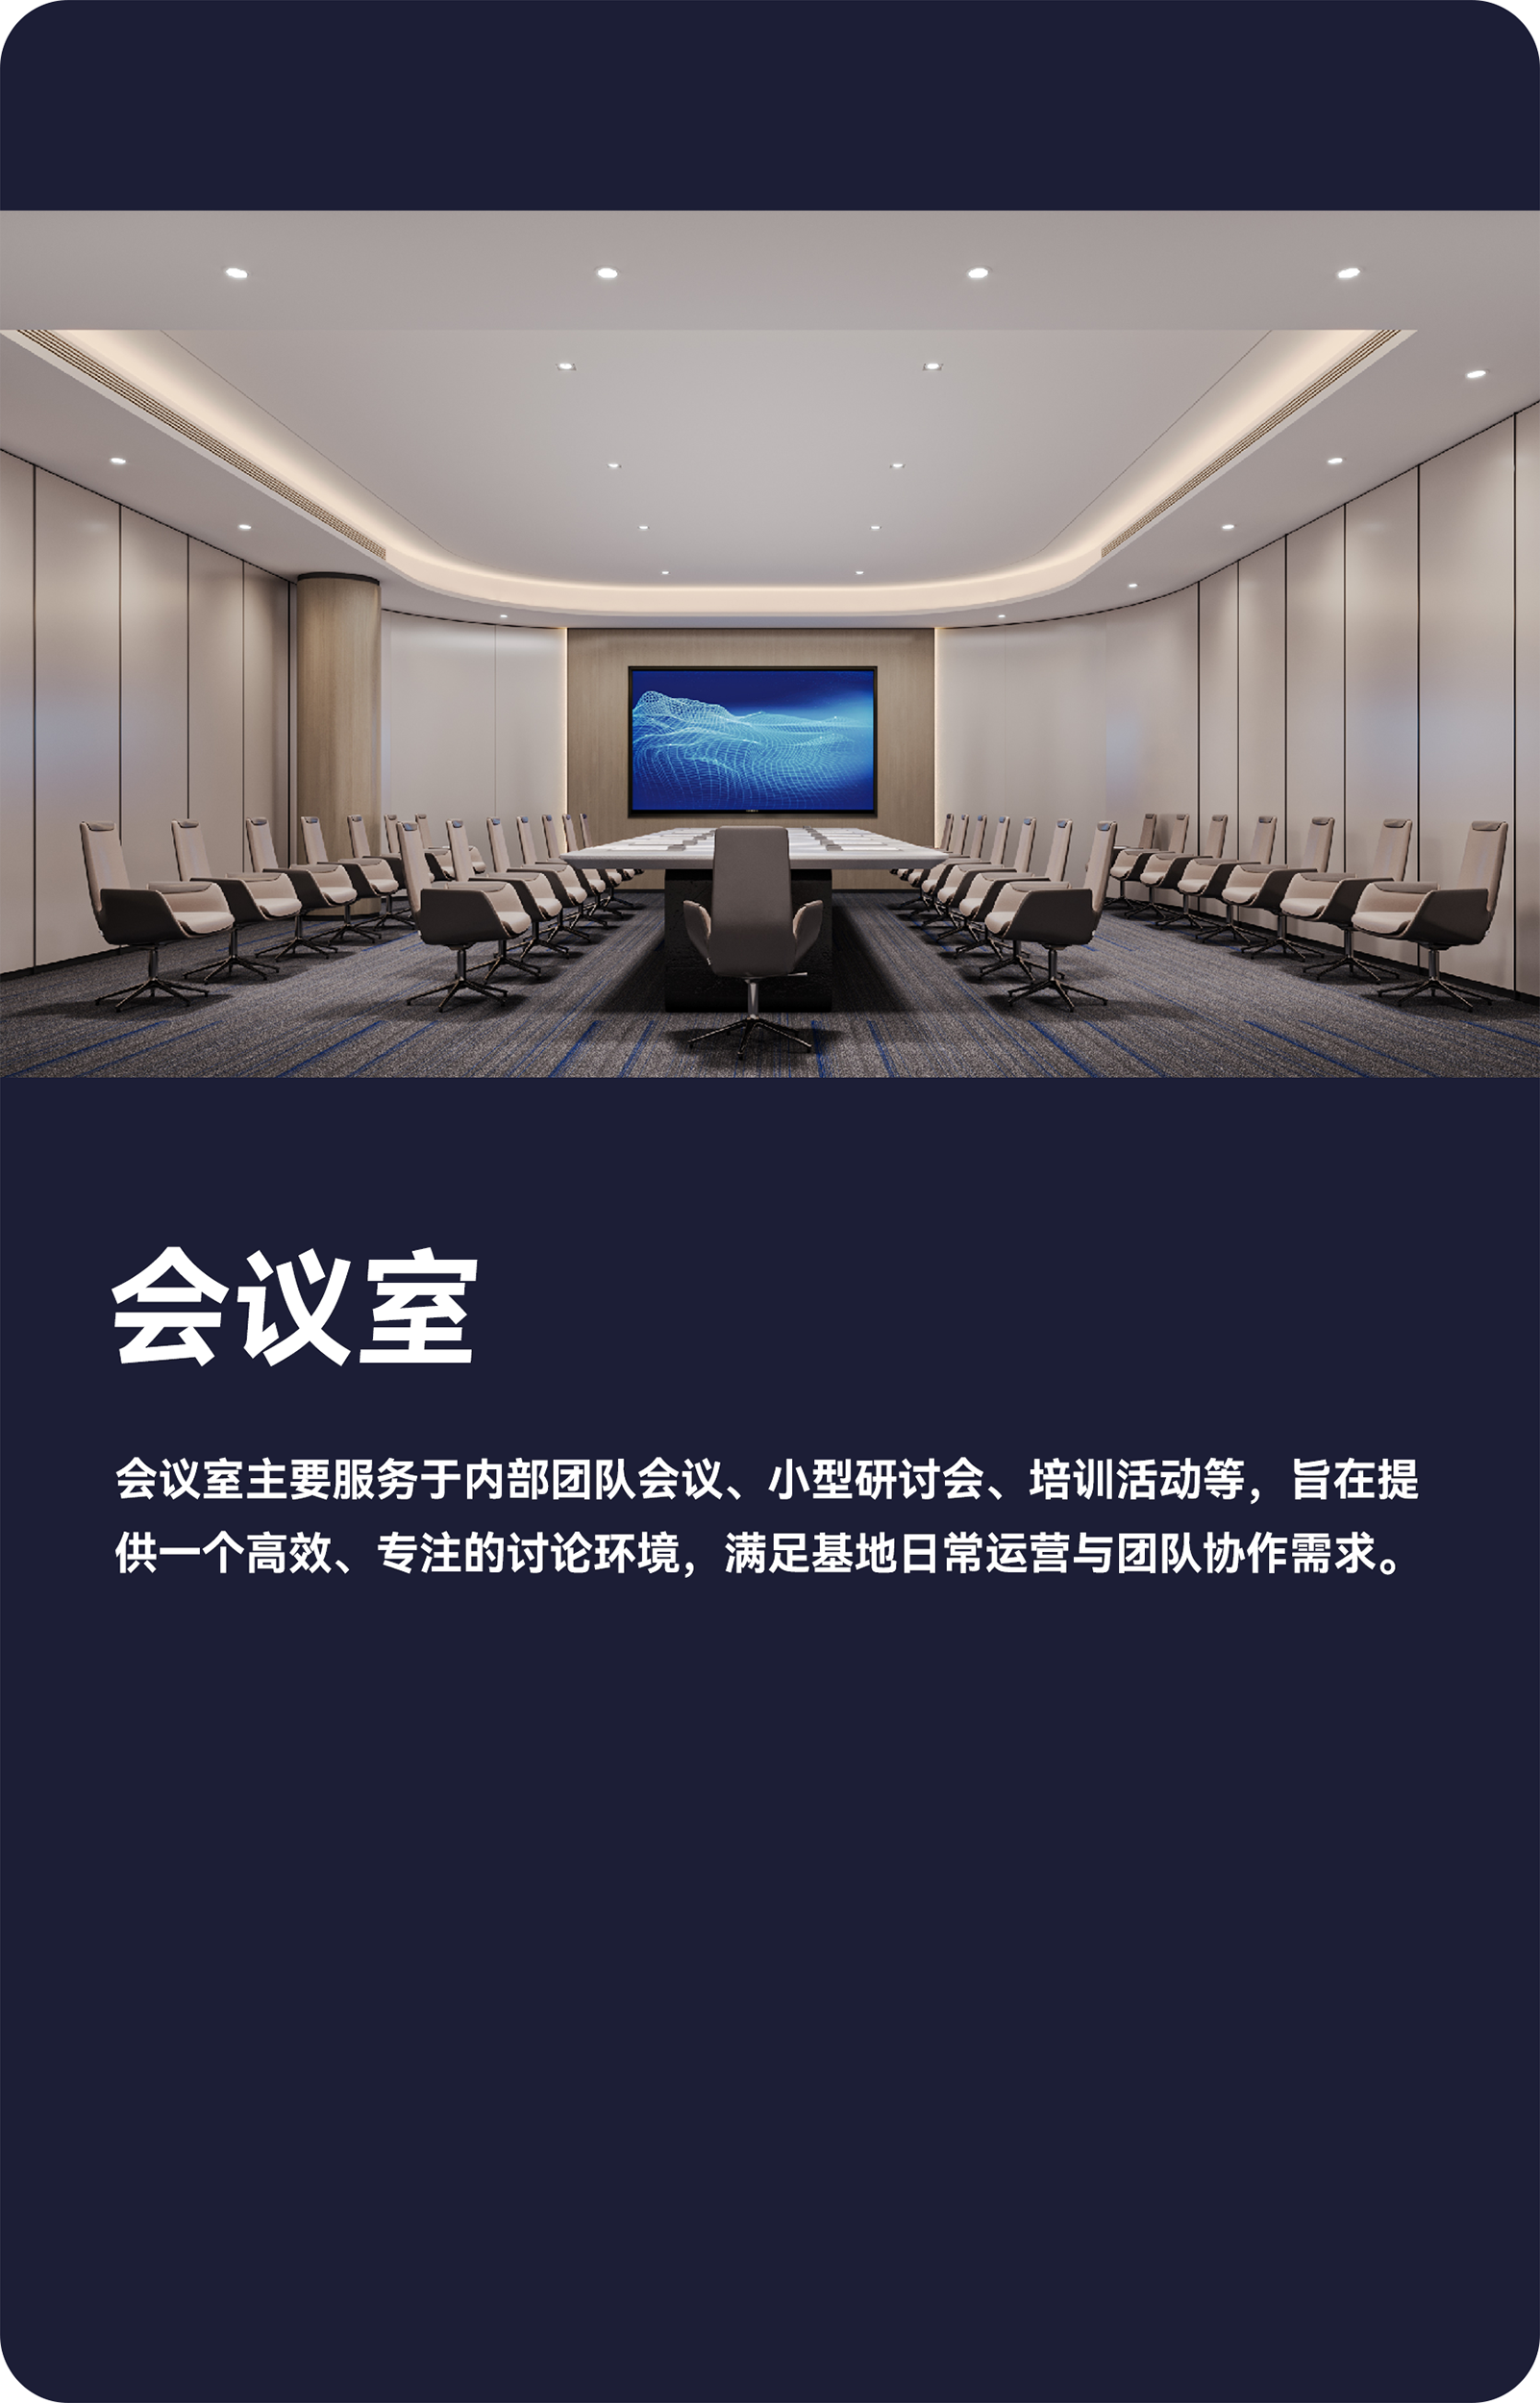 会议室
会议室主要服务于内部团队会议、小型研讨会、培训活动等，旨在提
供一个高效、专注的讨论环境，满足基地日常运营与团队协作需求。